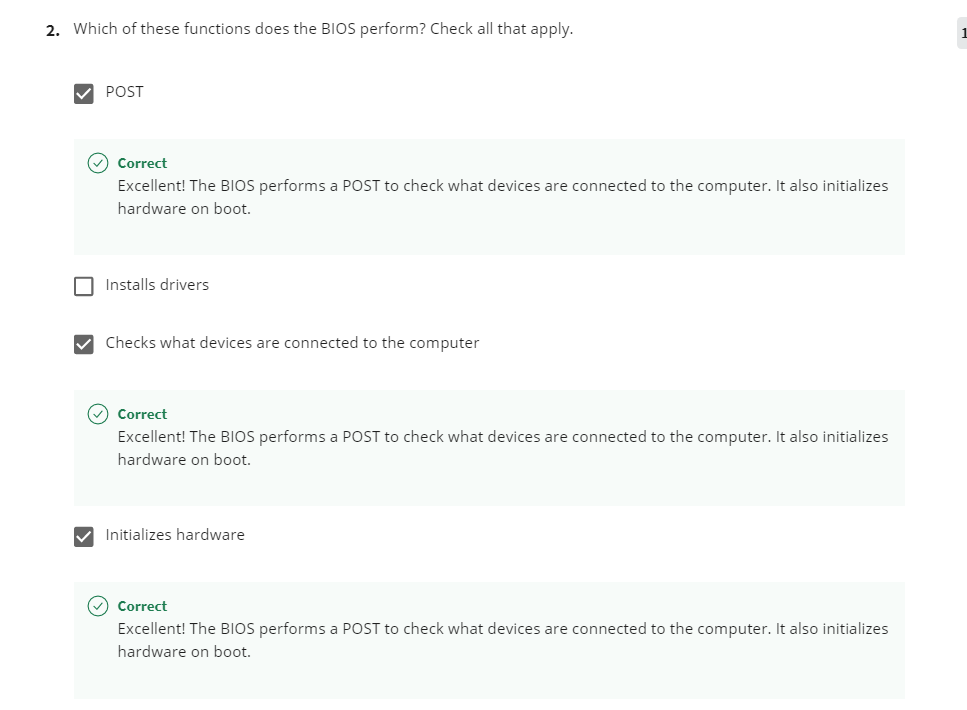 2. Which of these functions does the BIOS perform? Check all that apply.
1
POST
Correct
Excellent! The BIOS performs a POST to check what devices are connected to the computer. It also initializes
hardware on boot.
Installs drivers
Checks what devices are connected to the computer
Correct
Excellent! The BIOS performs a POST to check what devices are connected to the computer. It also initializes
hardware on boot.
Initializes hardware
Correct
Excellent! The BIOS performs a POST to check what devices are connected to the computer. It also initializes
hardware on boot.